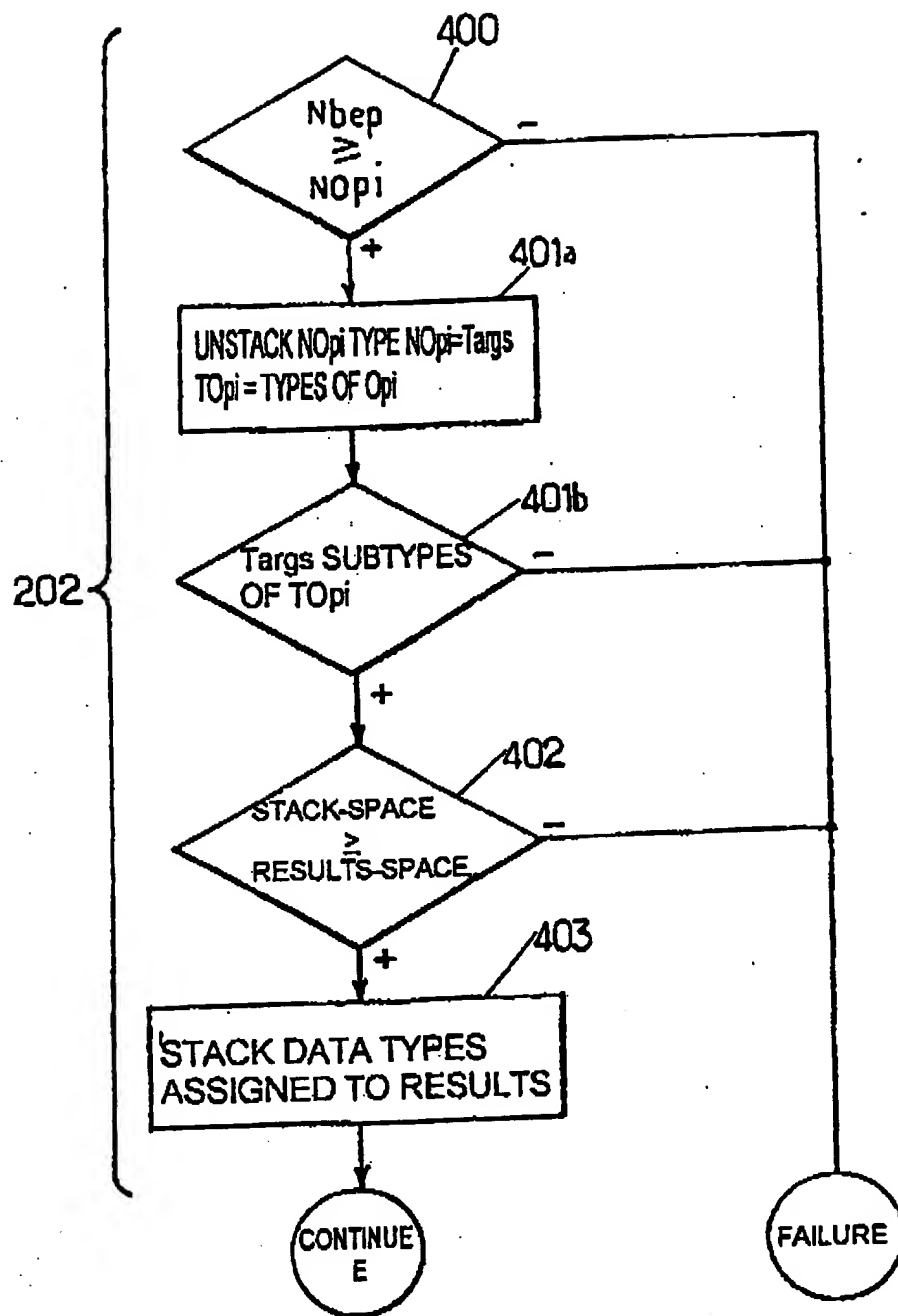 400
Nbep
≥
NOpi
-
+
401a
UNSTACK NOpi TYPE NOpi=Targs
TOpi = TYPES OF Opi
401b
Targs SUBTYPES
OF TOpi
-
202
+
402
STACK-SPACE
≥
RESULTS-SPACE
-
+
403
STACK DATA TYPES
ASSIGNED TO RESULTS
CONTINUE
E
FAILURE